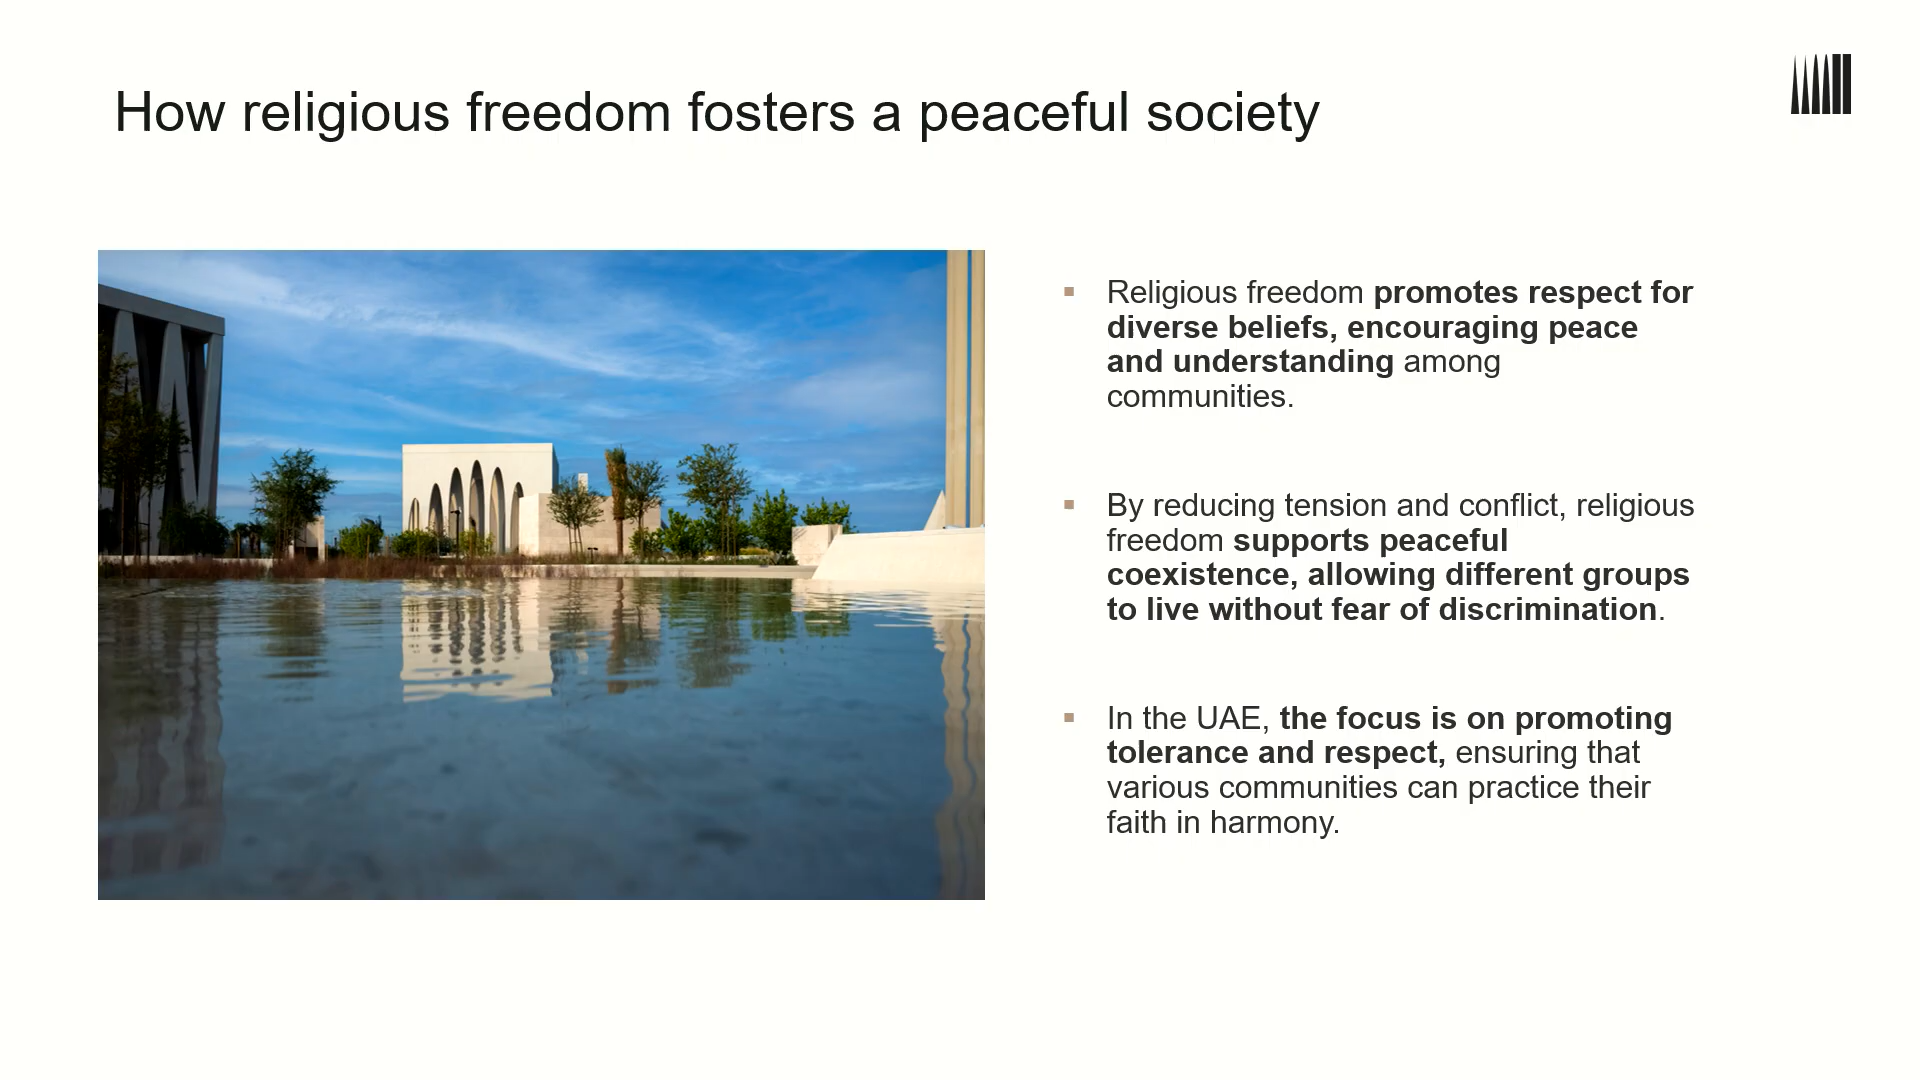 How religious freedom fosters a peaceful society
▪ Religious freedom promotes respect for
diverse beliefs, encouraging peace
and understanding among
communities.
▪ By reducing tension and conflict, religious
freedom supports peaceful
coexistence, allowing different groups
to live without fear of discrimination.
▪ In the UAE, the focus is on promoting
tolerance and respect, ensuring that
various communities can practice their
faith in harmony.